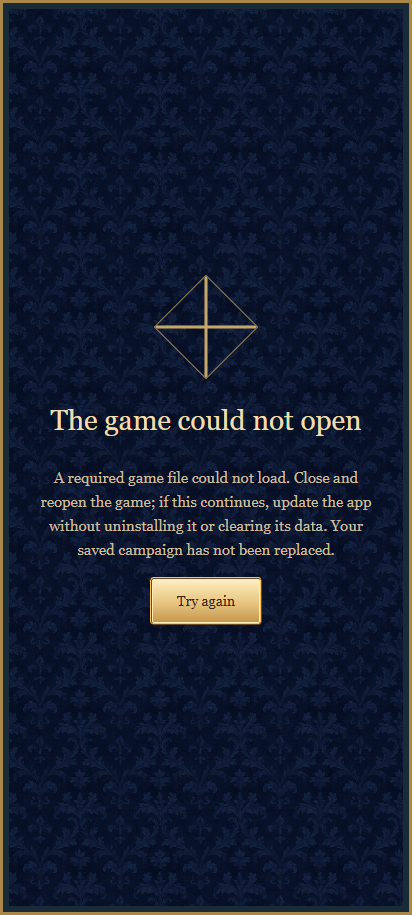 The game could not open
A required game file could not load. Close and
reopen the game; if this continues, update the app
without uninstalling it or clearing its data. Your
saved campaign has not been replaced.
Try again